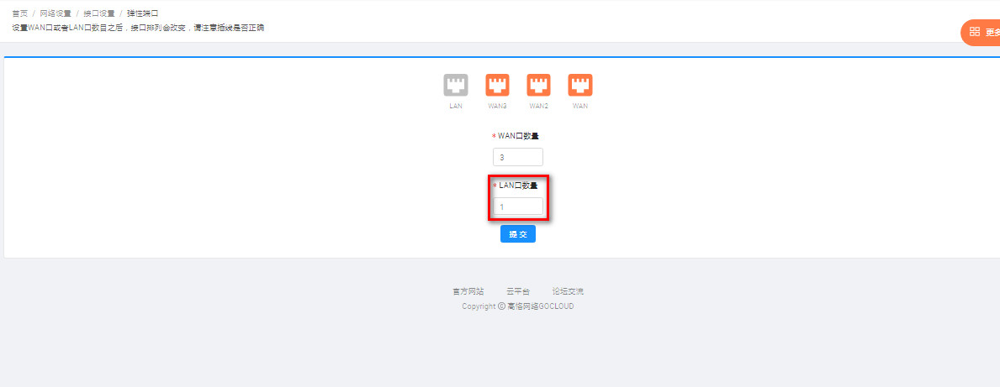 首页 / 网络设置 / 接口设置 / 弹性端口
设置WAN口或者LAN口数目之后，接口排列会改变，请注意插线是否正确
更多
LAN WAN3 WAN2 WAN
* WAN口数量
3
* LAN口数量
1
提 交
官方网站 云平台 论坛交流
Copyright © 高恪网络GOCLOUD